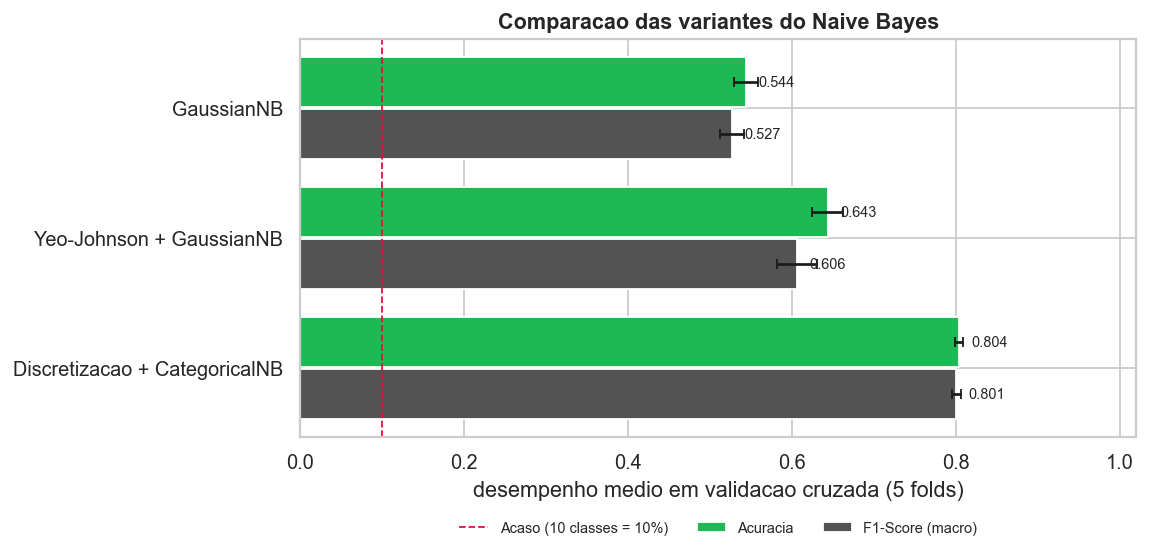 Comparacao das variantes do Naive Bayes
GaussianNB
0.544
0.527
Yeo-Johnson + GaussianNB
0.643
0.606
Discretizacao + CategoricalNB
0.804
0.801
0.0 0.2 0.4 0.6 0.8 1.0
desempenho medio em validacao cruzada (5 folds)
Acaso (10 classes = 10%) Acuracia F1-Score (macro)